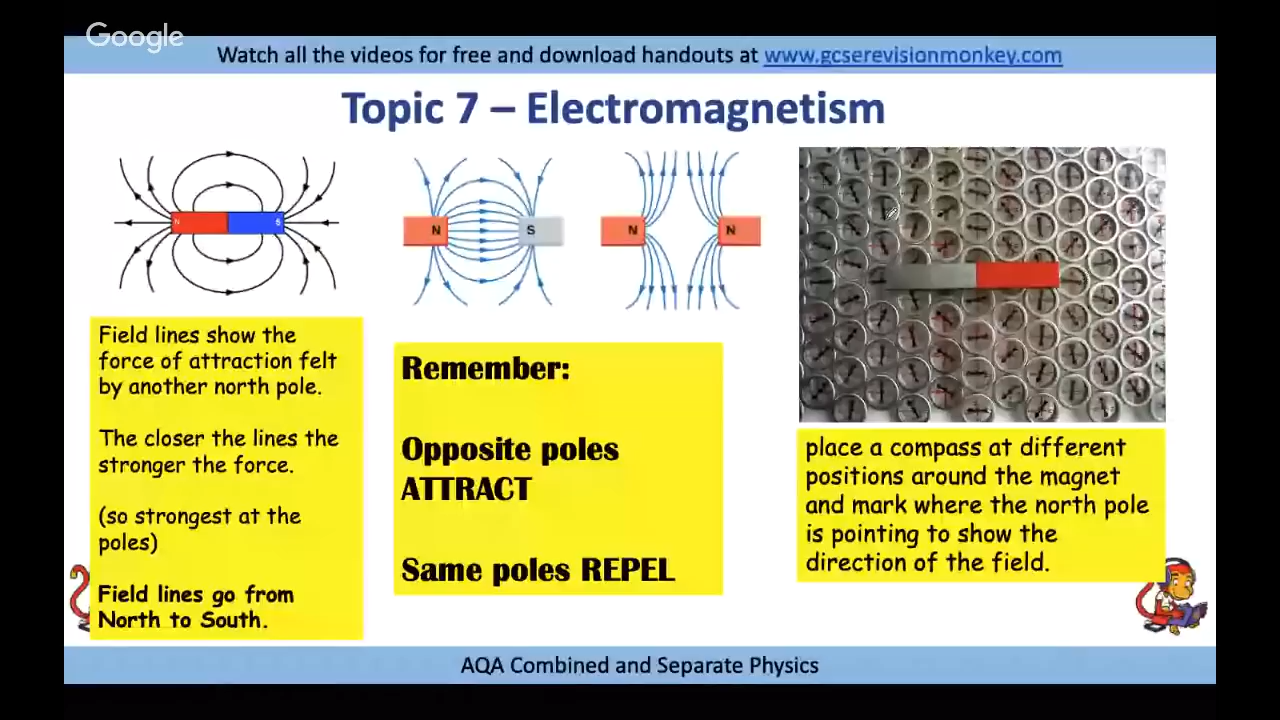 Google
Watch all the videos for free and download handouts at www.gcserevisionmonkey.com
Topic 7 – Electromagnetism
N S
N S
N N
Field lines show the
force of attraction felt
by another north pole.
The closer the lines the
stronger the force.
(so strongest at the
poles)
Field lines go from
North to South.
Remember:
Opposite poles
ATTRACT
Same poles REPEL
place a compass at different
positions around the magnet
and mark where the north pole
is pointing to show the
direction of the field.
AQA Combined and Separate Physics